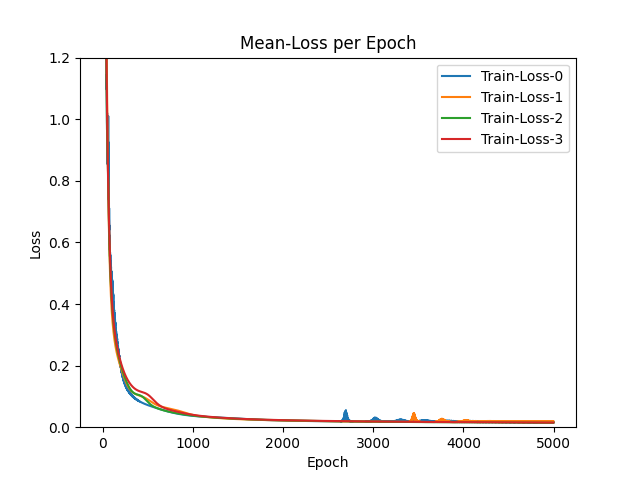 Mean-Loss per Epoch
Train-Loss-0
Train-Loss-1
Train-Loss-2
Train-Loss-3
Loss
1.2
1.0
0.8
0.6
0.4
0.2
0.0
0 1000 2000 3000 4000 5000
Epoch